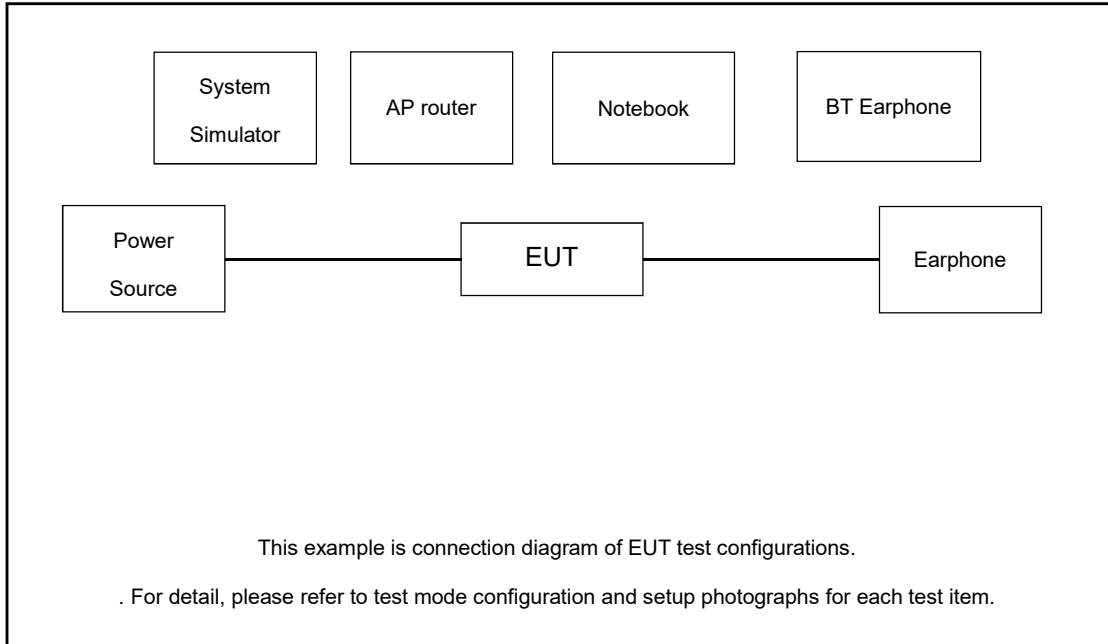 System
Simulator
AP router
Notebook
BT Earphone
Power
Source
EUT
Earphone
This example is connection diagram of EUT test configurations.
. For detail, please refer to test mode configuration and setup photographs for each test item.